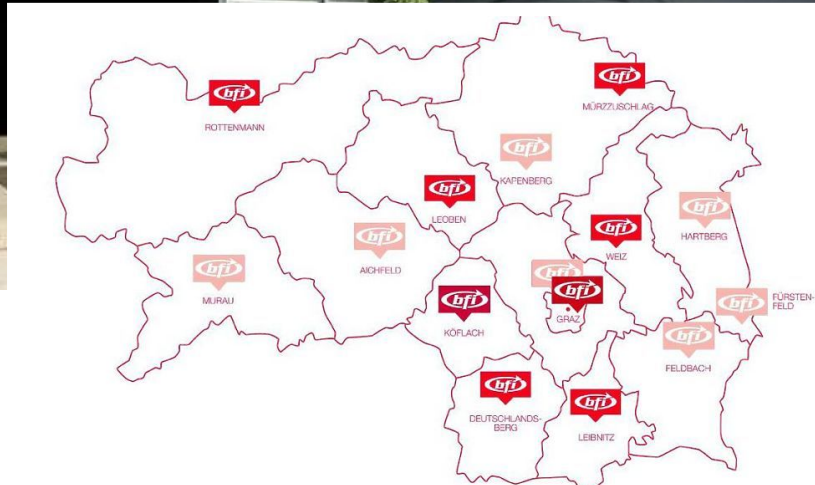 bfi
ROTTENMANN
bfi
MÜRZZUSCHLAG
bfi
KAPFENBERG
bfi
LEOBEN
bfi
HARTBERG
bfi
WEIZ
bfi
AICHFELD
bfi
MURAU
bfi
bfi
GRAZ
bfi
KÖFLACH
bfi
FÜRSTEN-
FELD
bfi
FELDBACH
bfi
DEUTSCHLANDS-
BERG
bfi
LEIBNITZ